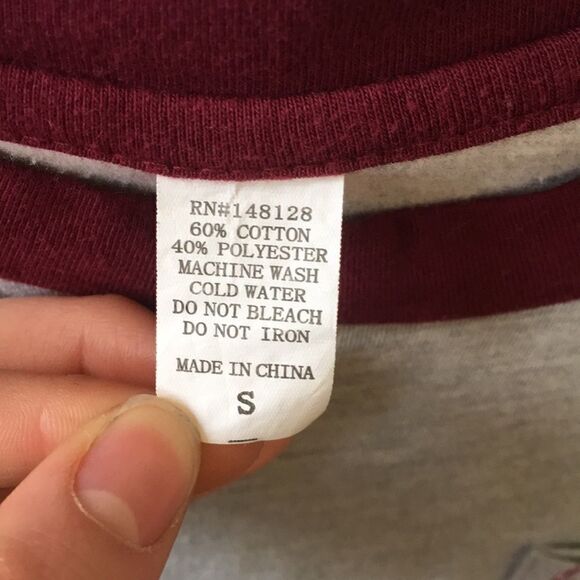 RN#148128
60% COTTON
40% POLYESTER
MACHINE WASH
COLD WATER
DO NOT BLEACH
DO NOT IRON
MADE IN CHINA
S